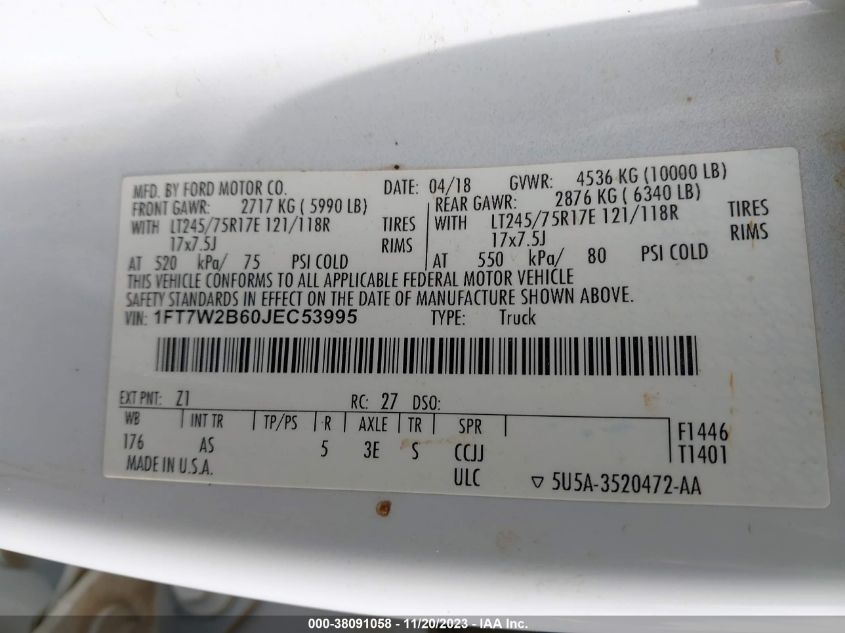 MFD. BY FORD MOTOR CO. DATE: 04/18 GVWR: 4536 KG (10000 LB)
FRONT GAWR: 2717 KG ( 5990 LB) REAR GAWR: 2876 KG ( 6340 LB)
WITH LT245/75R17E 121/118R TIRES WITH LT245/75R17E 121/118R TIRES
17x7.5J RIMS 17x7.5J RIMS
AT 520 kPa/ 75 PSI COLD AT 550 kPa/ 80 PSI COLD
THIS VEHICLE CONFORMS TO ALL APPLICABLE FEDERAL MOTOR VEHICLE
SAFETY STANDARDS IN EFFECT ON THE DATE OF MANUFACTURE SHOWN ABOVE.
VIN: 1FT7W2B60JEC53995 TYPE: Truck
EXT PNT: Z1 RC: 27 DSO:
WB INT TR TP/PS R AXLE TR SPR F1446
176 AS 5 3E S CCJJ T1401
MADE IN U.S.A. ULC ▽ 5U5A-3520472-AA
000-38091058 - 11/20/2023 - IAA Inc.